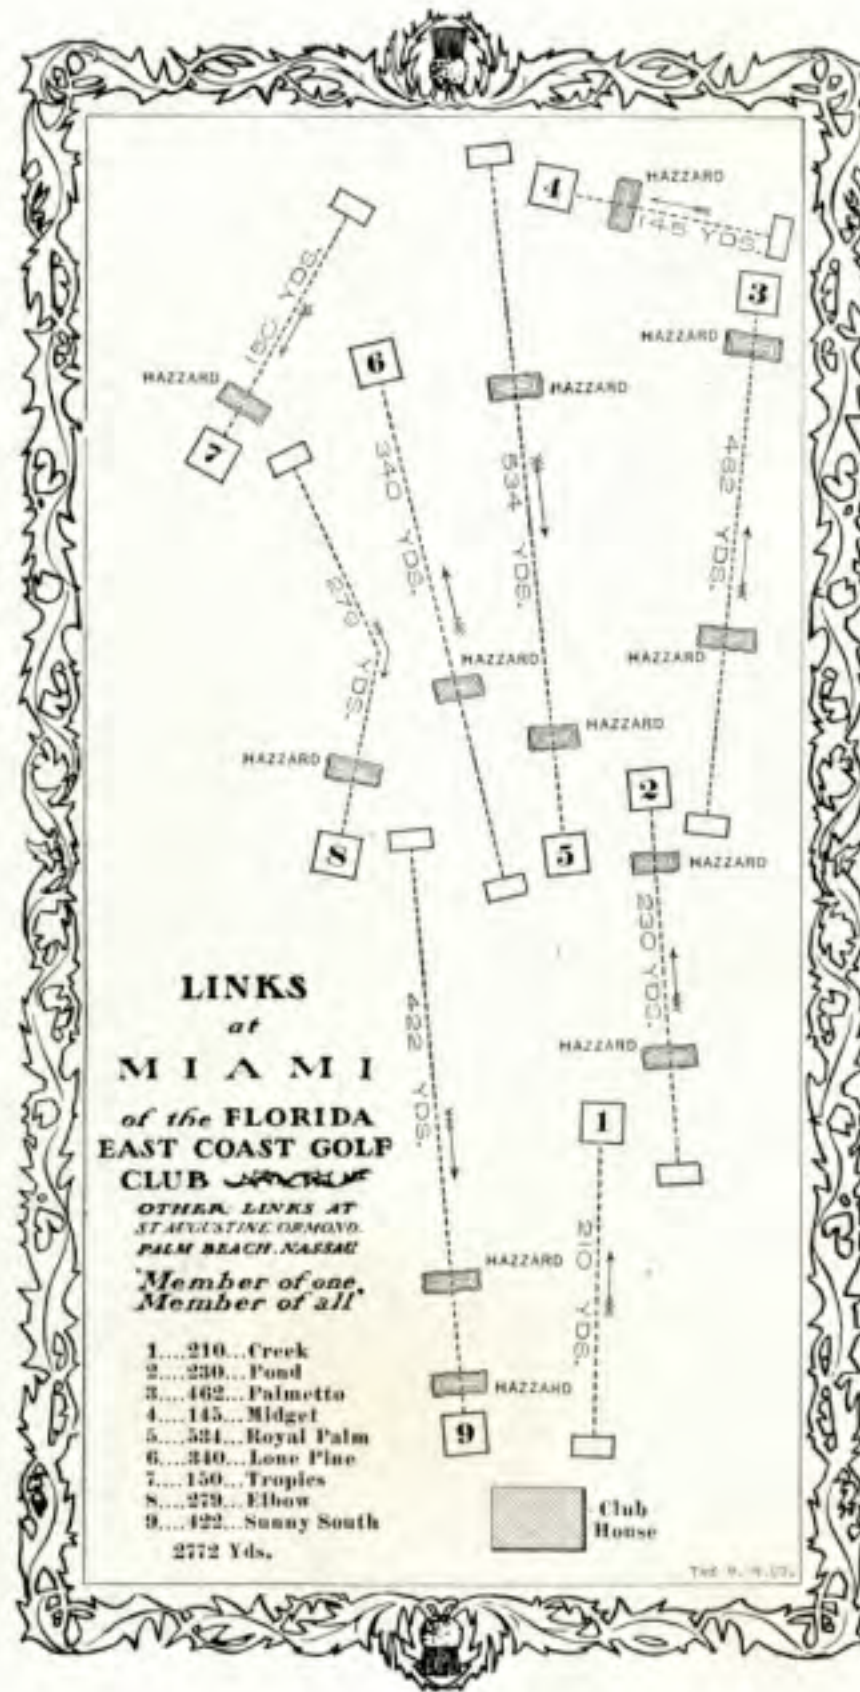 HAZZARD
4
145 YDS.
3
HAZZARD
150 YDS.
HAZZARD
7
6
340 YDS.
HAZZARD
HAZZARD
534 YDS.
HAZZARD
5
462 YDS.
HAZZARD
279 YDS.
HAZZARD
8
2
HAZZARD
230 YDS.
HAZZARD
422 YDS.
HAZZARD
HAZZARD
9
1
210 YDS.
LINKS
at
MIAMI
of the FLORIDA
EAST COAST GOLF
CLUB
OTHER LINKS AT
ST AUGUSTINE ORMOND.
PALM BEACH. NASSAU
"Member of one,
Member of all"
1....210...Creek
2....230...Pond
3....462...Palmetto
4....145...Midget
5....534...Royal Palm
6....340...Lone Pine
7....150...Tropics
8....279...Elbow
9....422...Sunny South
2772 Yds.
Club
House